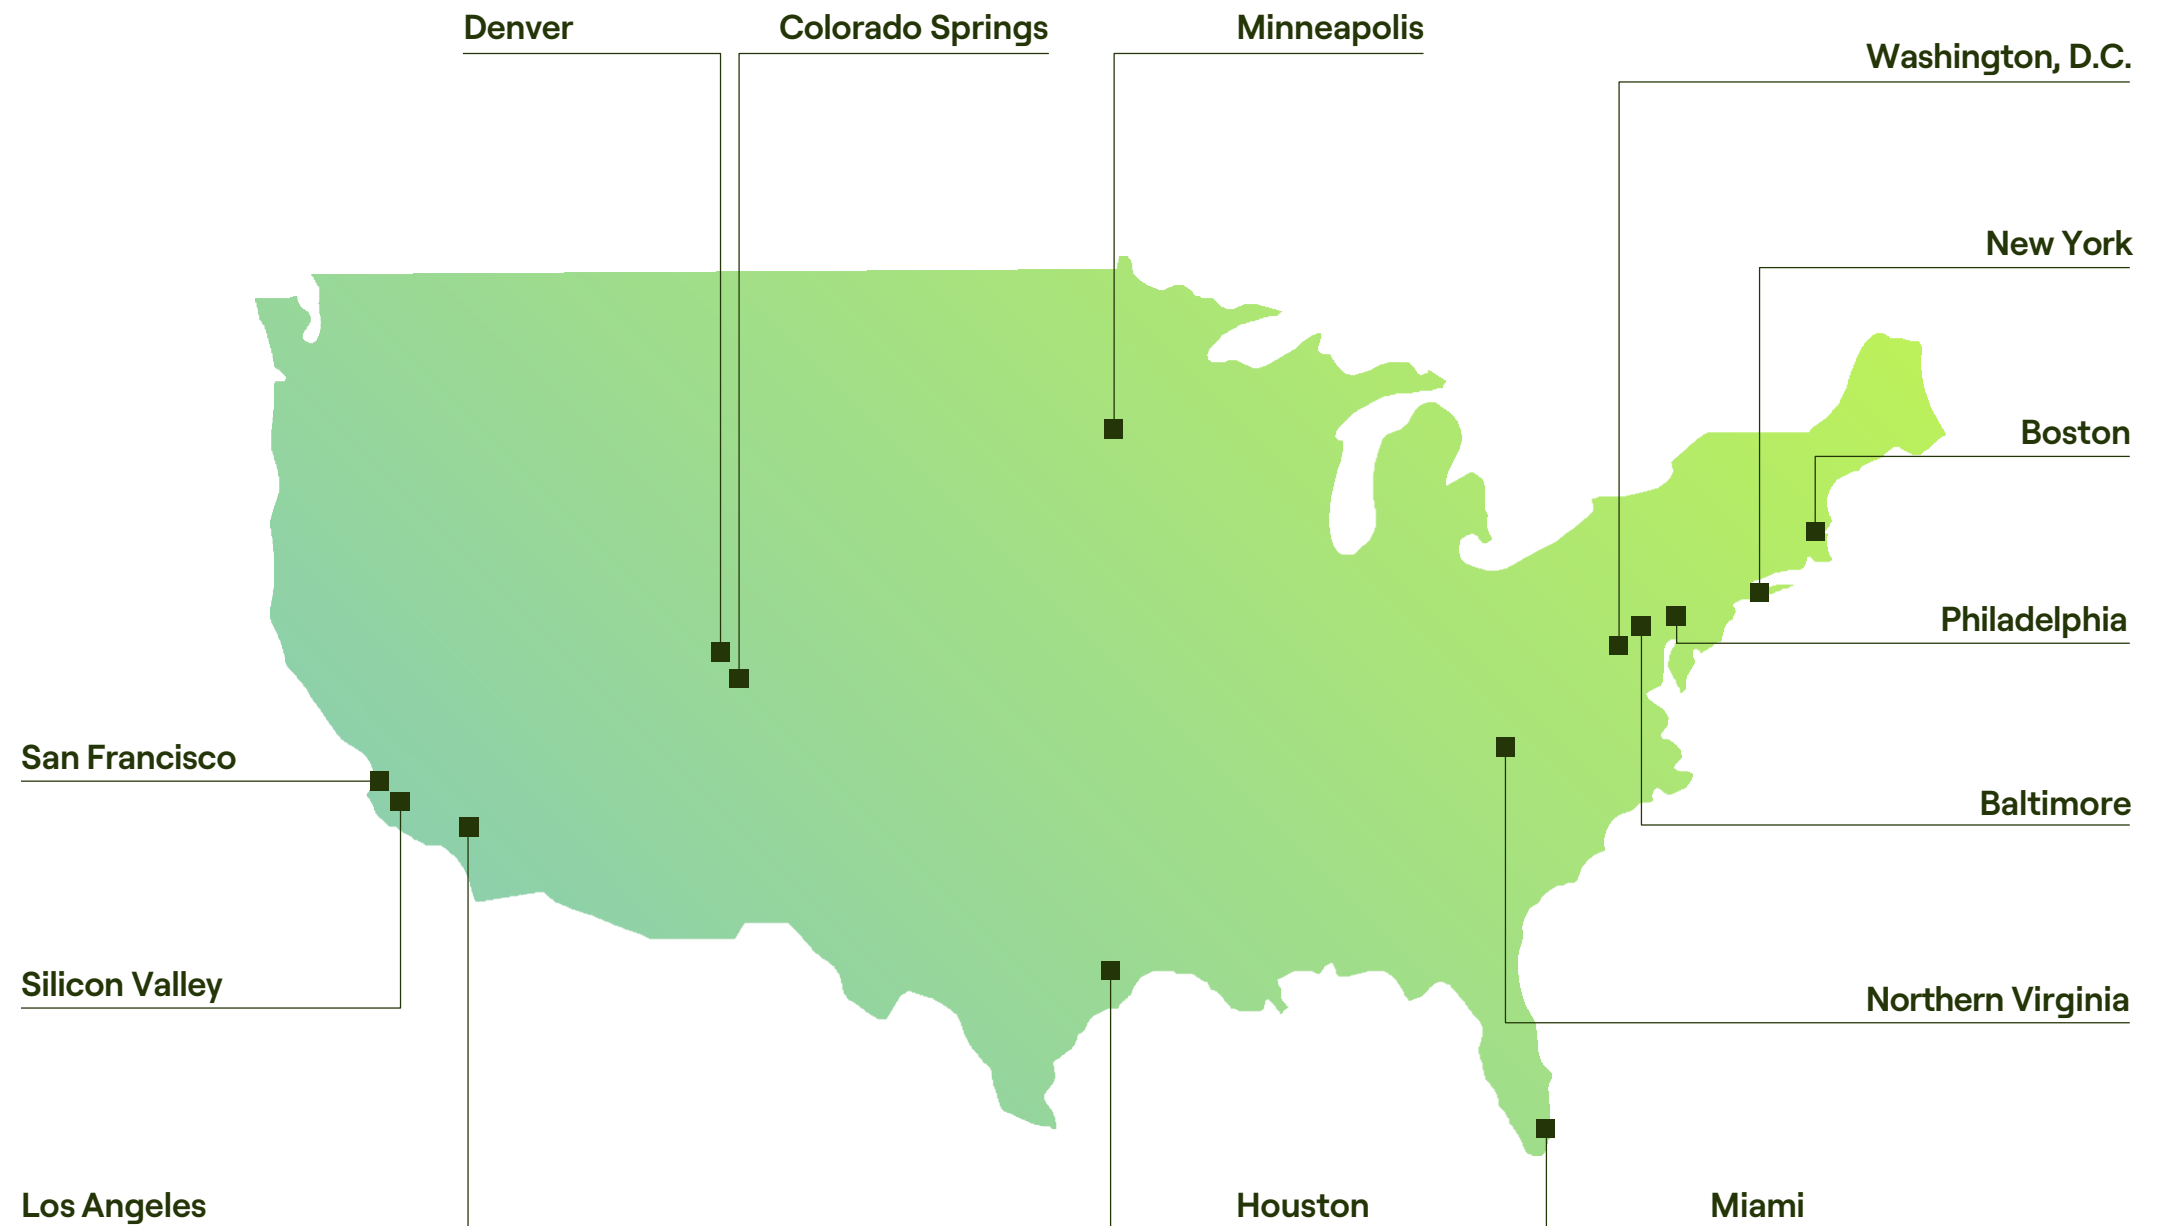 Denver
Colorado Springs
Minneapolis
Washington, D.C.
New York
Boston
Philadelphia
San Francisco
Baltimore
Silicon Valley
Northern Virginia
Los Angeles
Houston
Miami